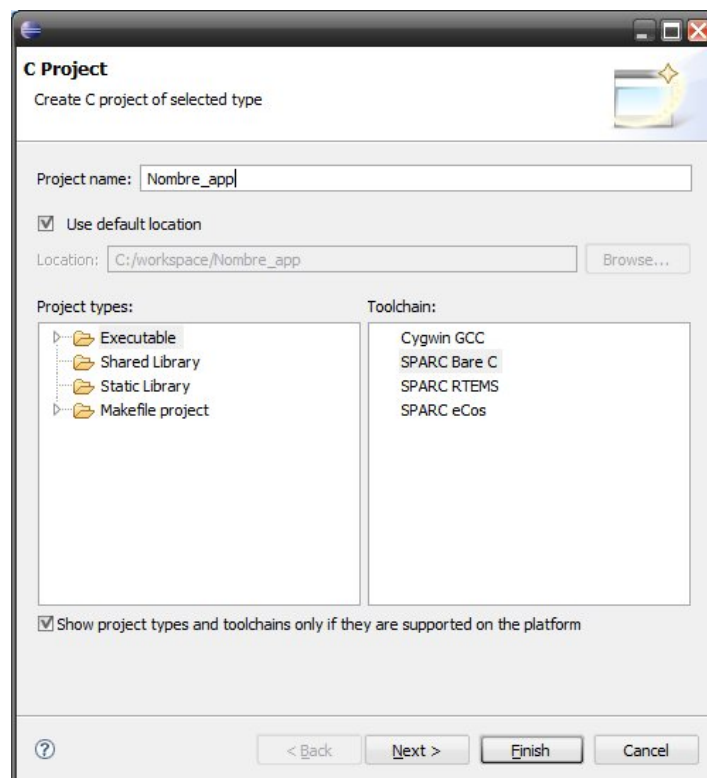 C Project
Create C project of selected type
Project name: Nombre_app
Use default location
Location: C:/workspace/Nombre_app Browse...
Project types: Toolchain:
Executable Cygwin GCC
Shared Library SPARC Bare C
Static Library SPARC RTEMS
Makefile project SPARC eCos
Show project types and toolchains only if they are supported on the platform
? < Back Next > Finish Cancel